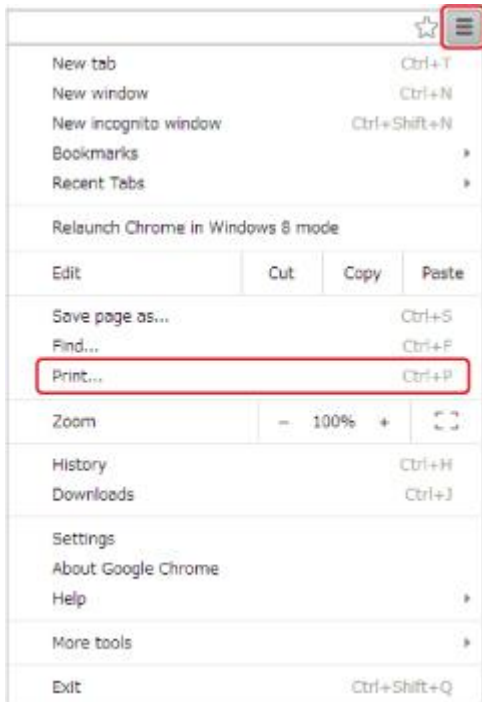 New tab Ctrl+T
New window Ctrl+N
New incognito window Ctrl+Shift+N
Bookmarks
Recent Tabs
Relaunch Chrome in Windows 8 mode
Edit Cut Copy Paste
Save page as... Ctrl+S
Find... Ctrl+F
Print... Ctrl+P
Zoom − 100% +
History Ctrl+H
Downloads Ctrl+J
Settings
About Google Chrome
Help
More tools
Exit Ctrl+Shift+Q